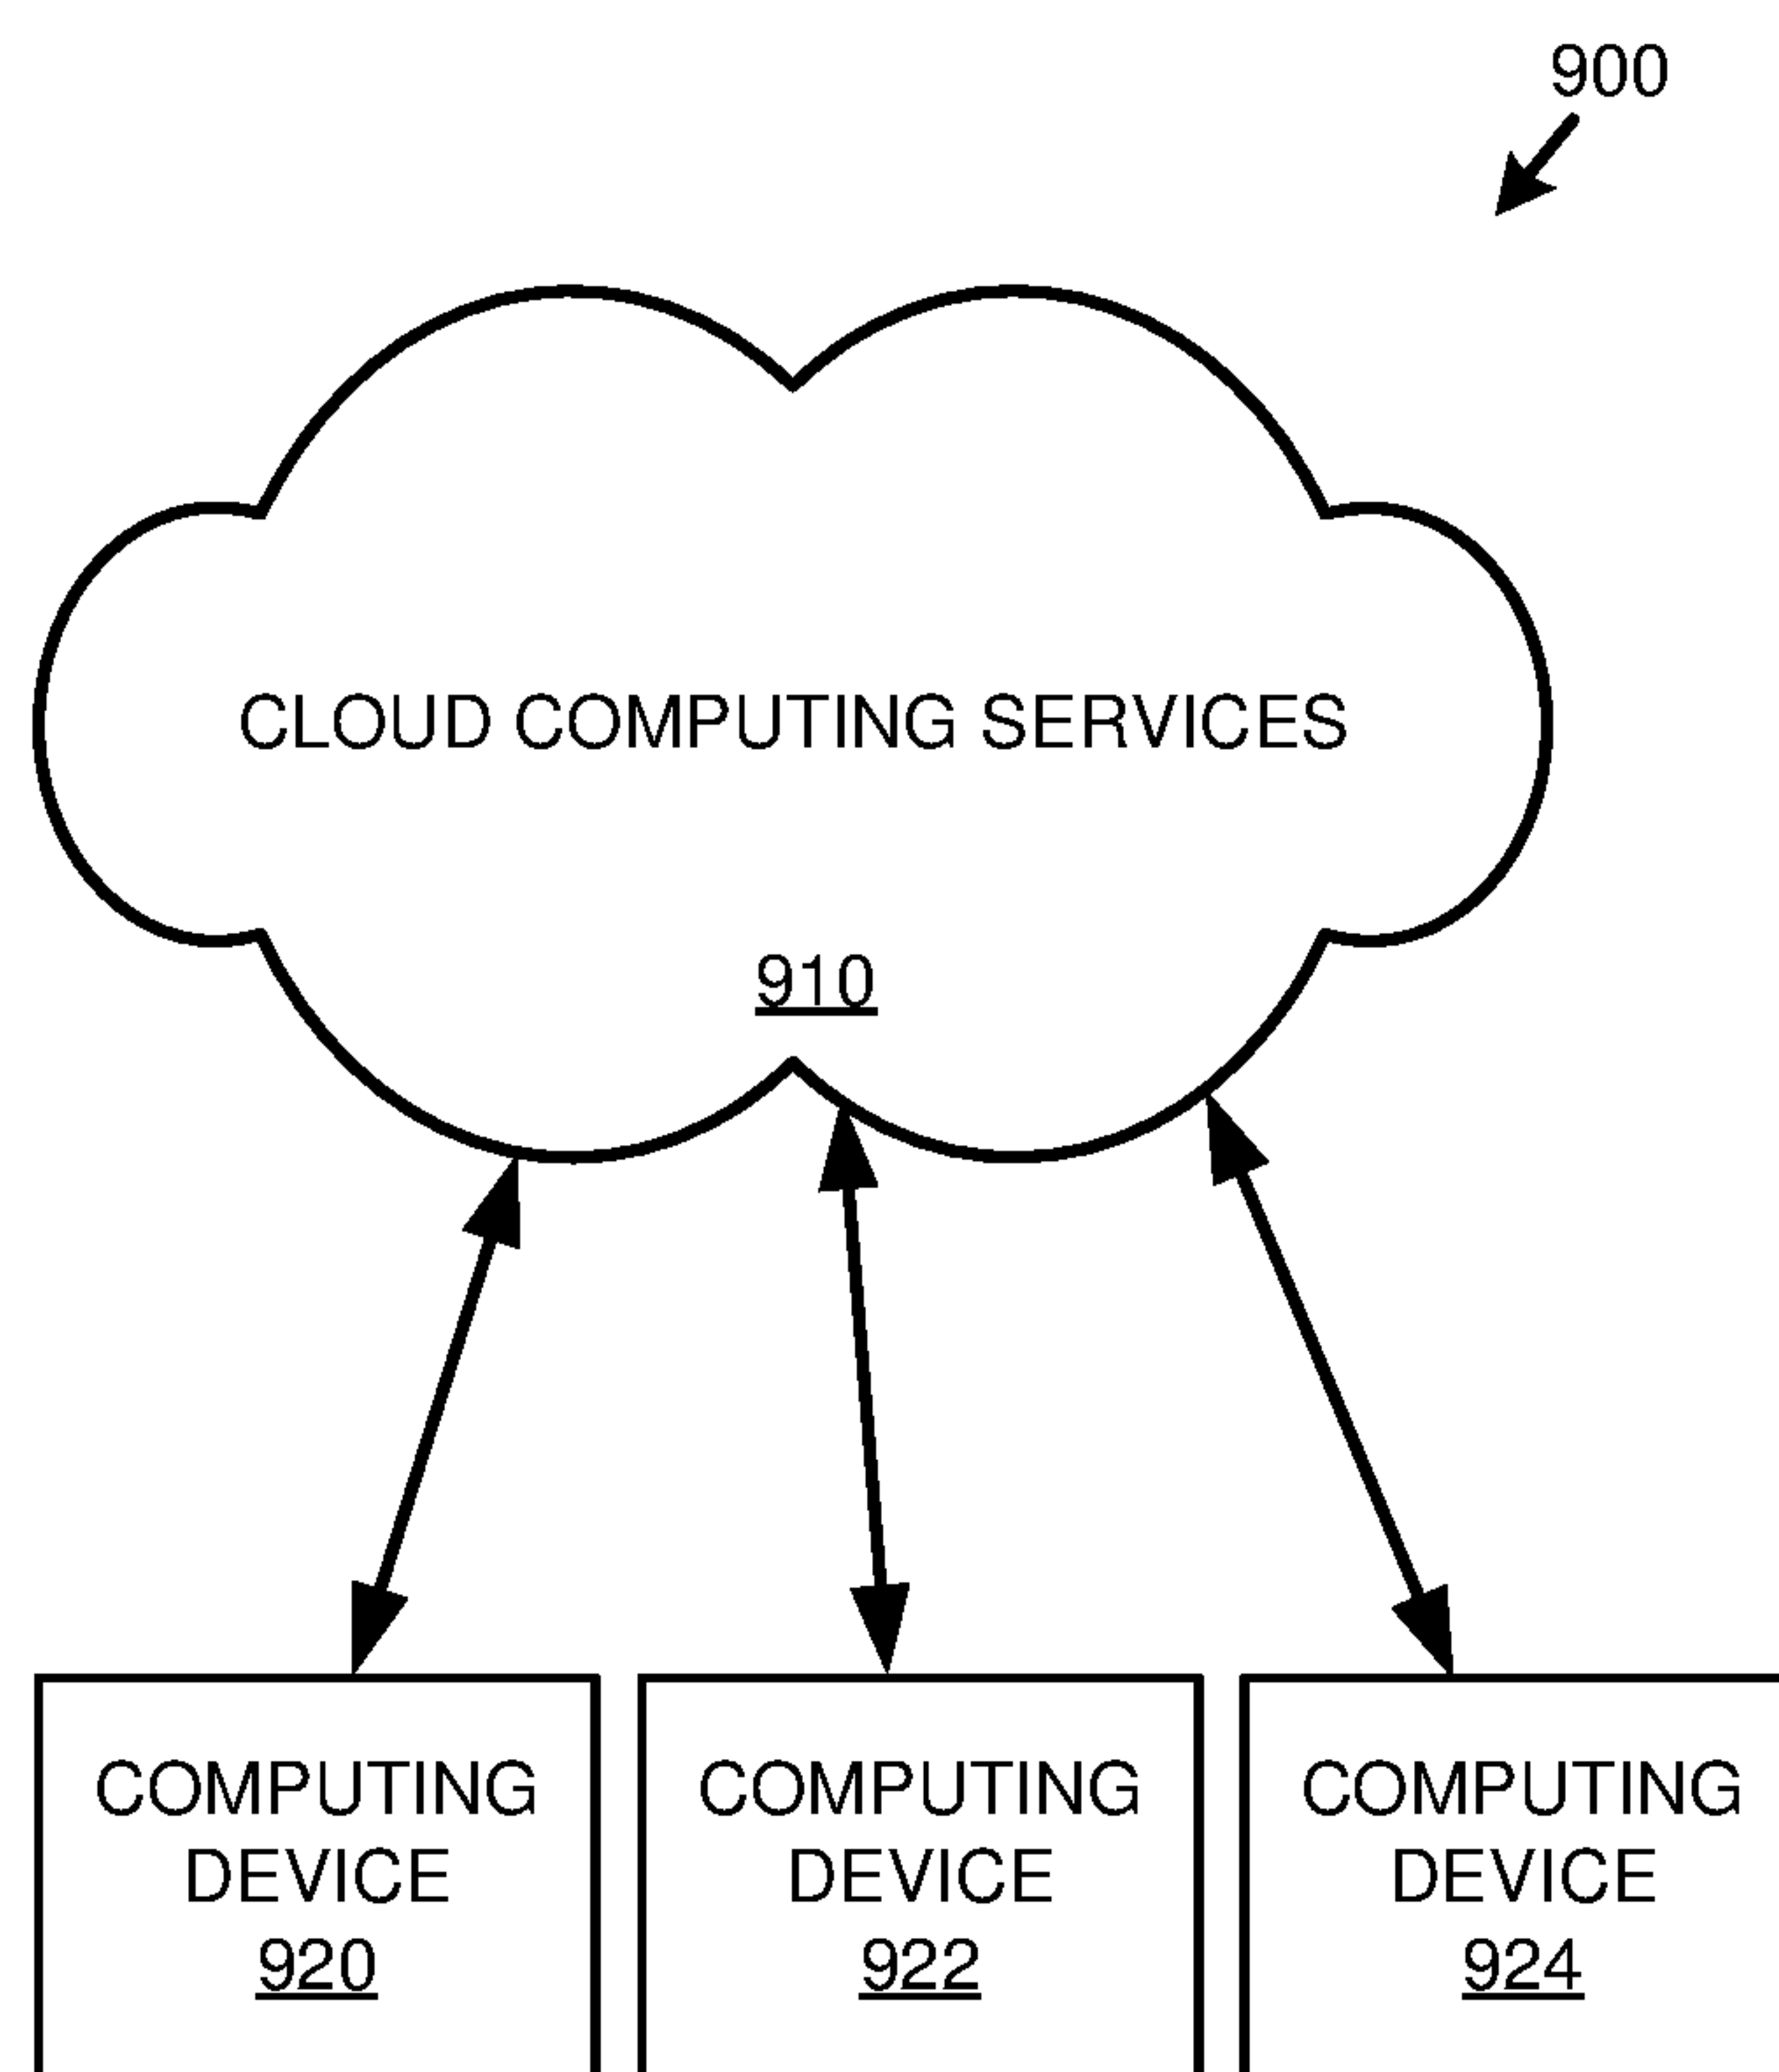 900
CLOUD COMPUTING SERVICES
910
COMPUTING
DEVICE
920
COMPUTING
DEVICE
922
COMPUTING
DEVICE
924